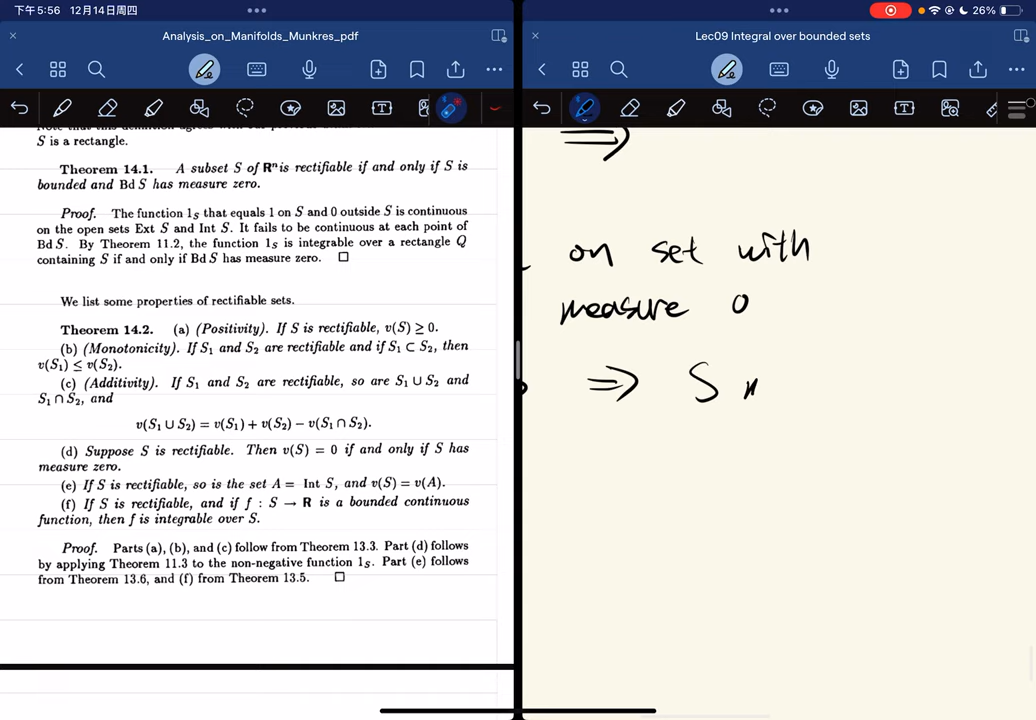 下午5:56 12月14日周四
26%
Analysis_on_Manifolds_Munkres_pdf
Lec09 Integral over bounded sets
S is a rectangle.
Theorem 14.1. A subset S of Rⁿ is rectifiable if and only if S is
bounded and Bd S has measure zero.
Proof. The function 1ₛ that equals 1 on S and 0 outside S is continuous
on the open sets Ext S and Int S. It fails to be continuous at each point of
Bd S. By Theorem 11.2, the function 1ₛ is integrable over a rectangle Q
containing S if and only if Bd S has measure zero. □
We list some properties of rectifiable sets.
Theorem 14.2. (a) (Positivity). If S is rectifiable, v(S) ≥ 0.
(b) (Monotonicity). If S₁ and S₂ are rectifiable and if S₁ ⊂ S₂, then
v(S₁) ≤ v(S₂).
(c) (Additivity). If S₁ and S₂ are rectifiable, so are S₁ ∪ S₂ and
S₁ ∩ S₂, and
v(S₁ ∪ S₂) = v(S₁) + v(S₂) − v(S₁ ∩ S₂).
(d) Suppose S is rectifiable. Then v(S) = 0 if and only if S has
measure zero.
(e) If S is rectifiable, so is the set A = Int S, and v(S) = v(A).
(f) If S is rectifiable, and if f : S → R is a bounded continuous
function, then f is integrable over S.
Proof. Parts (a), (b), and (c) follow from Theorem 13.3. Part (d) follows
by applying Theorem 11.3 to the non-negative function 1ₛ. Part (e) follows
from Theorem 13.6, and (f) from Theorem 13.5. □
⇒
on set with
measure 0
⇒ S